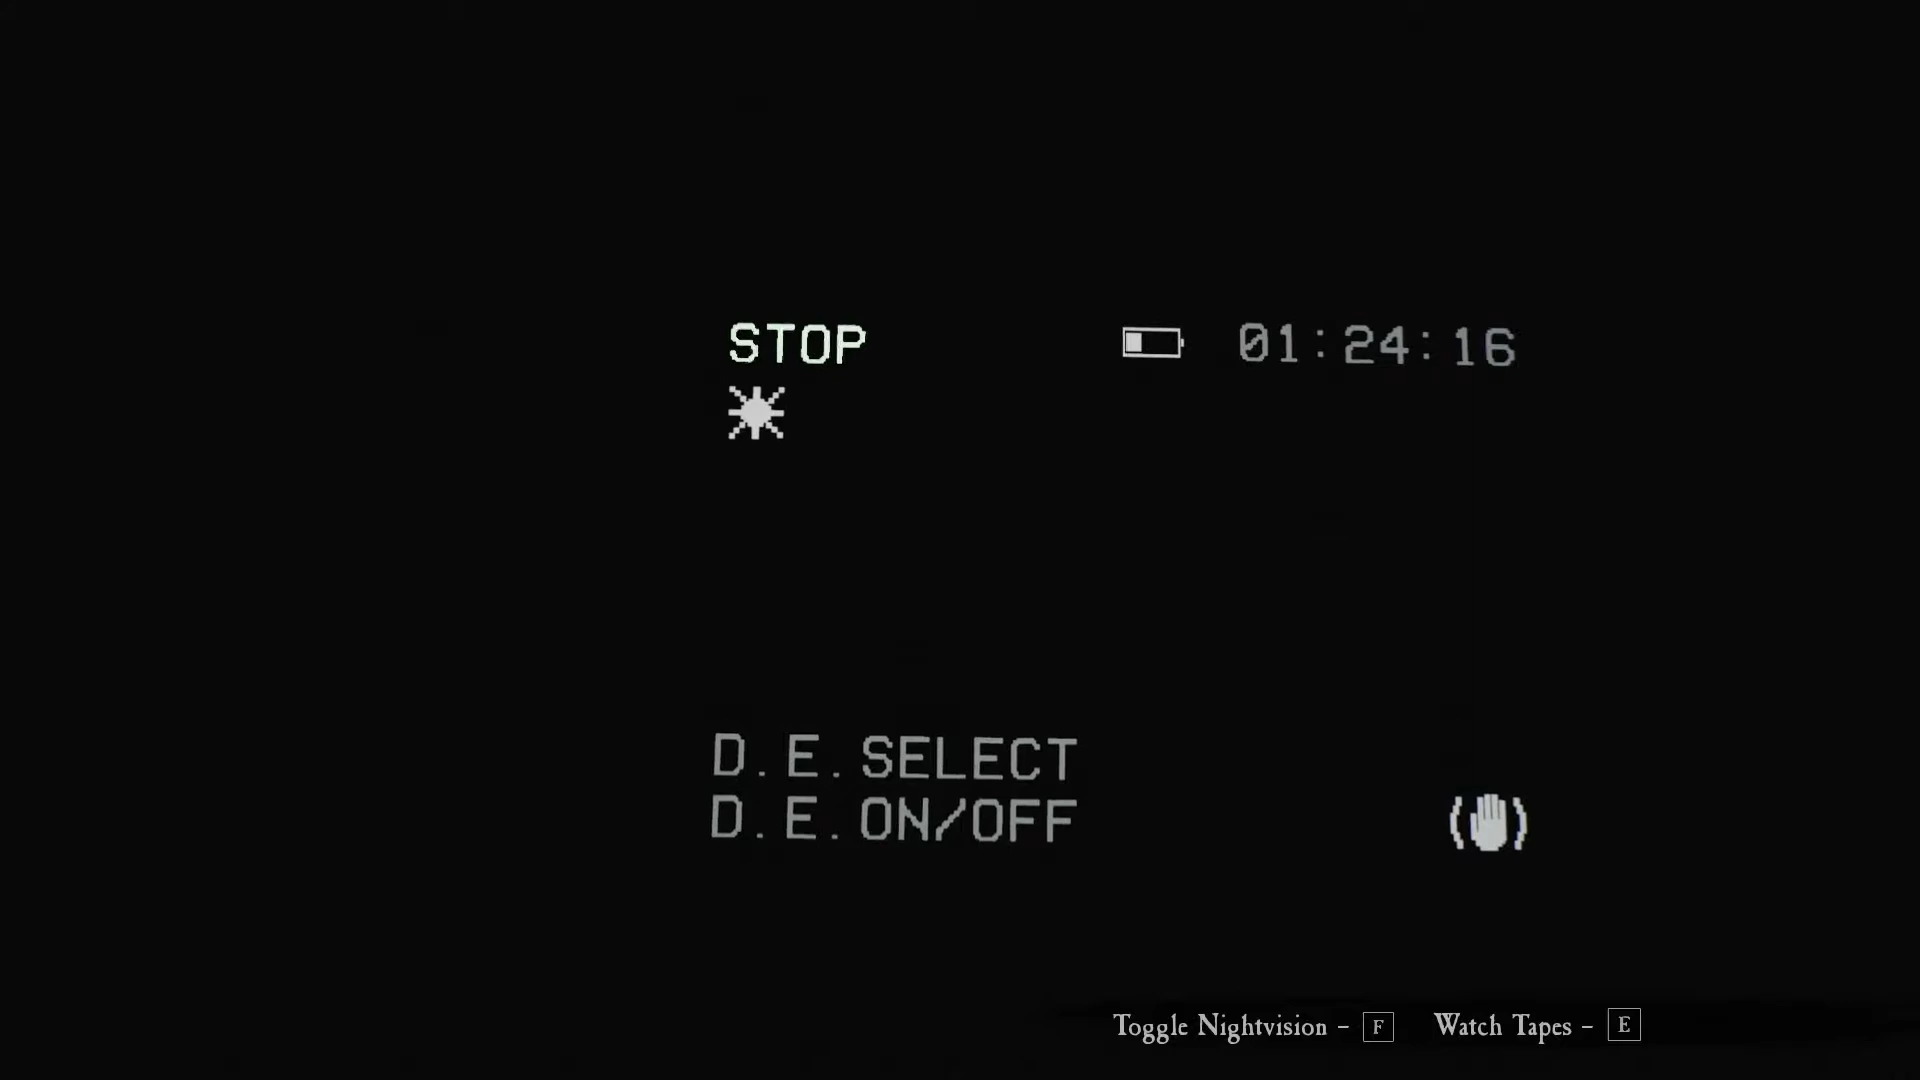 STOP 01:24:16
D.E.SELECT
D.E.ON/OFF
Toggle Nightvision - F Watch Tapes - E